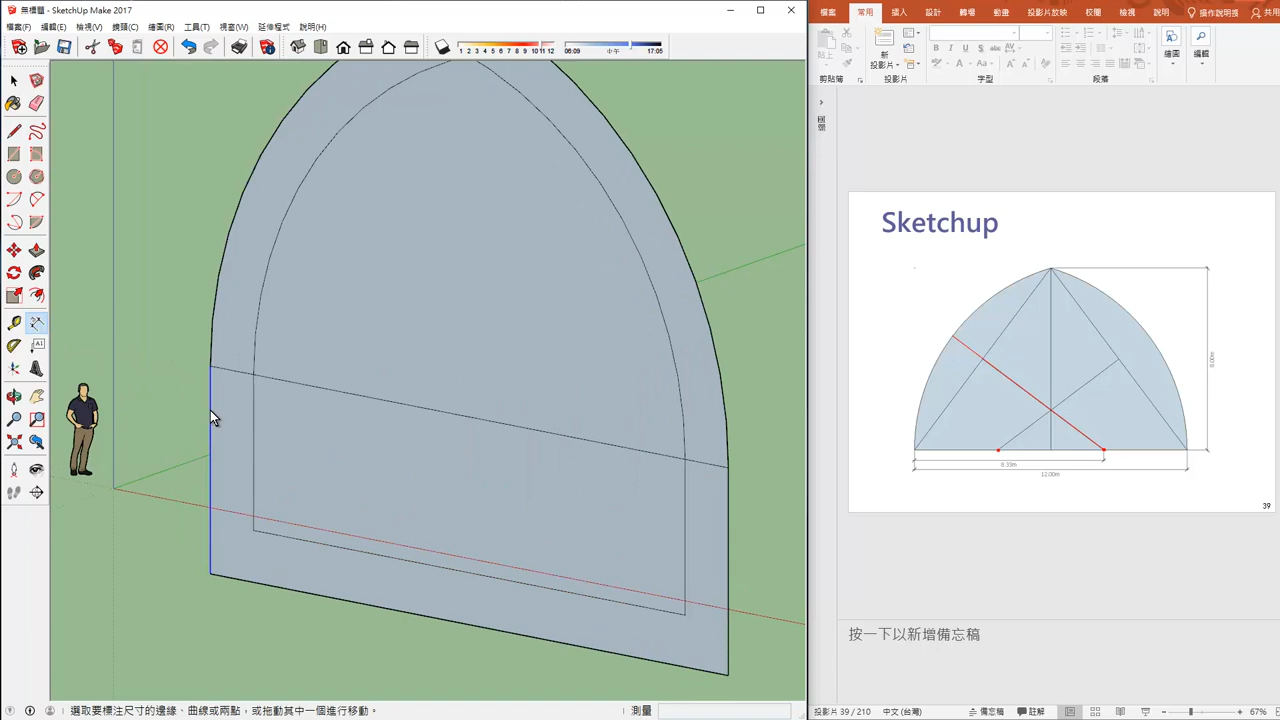 無標題 - SketchUp Make 2017
檔案(F) 編輯(E) 檢視(V) 鏡頭(C) 繪圖(R) 工具(T) 視窗(W) 延伸程式 說明(H)
1 2 3 4 5 6 7 8 9 10 11 12 06:09 中午 17:05
選取要標注尺寸的邊緣、曲線或兩點，或拖動其中一個進行移動。
測量
檔案 常用 插入 設計 轉場 動畫 投影片放映 校閱 檢視 說明 共用
貼上 新投影片 繪圖 編輯
剪貼簿 投影片 字型 段落
Sketchup
8.00m
8.33m
12.00m
39
按一下以新增備忘稿
投影片 39 / 210 中文 (台灣) 備忘稿 註解 67%